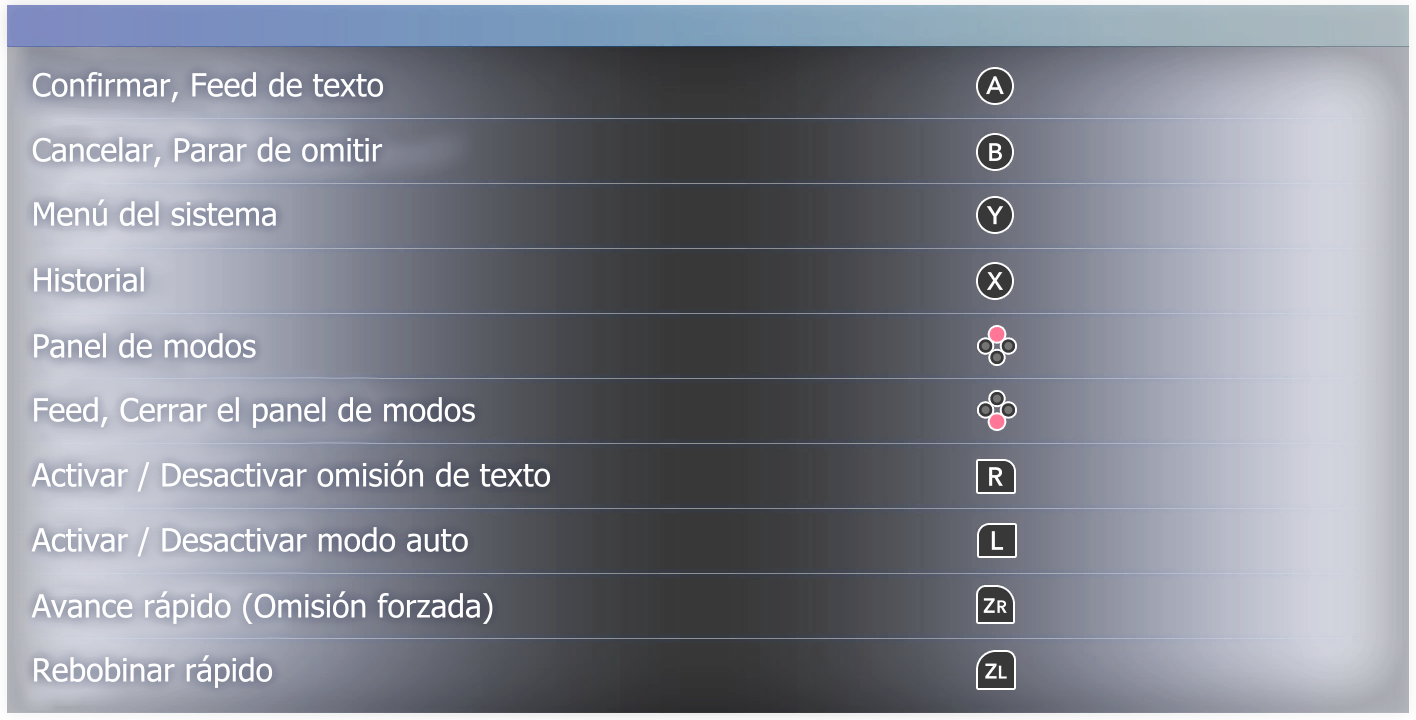 Confirmar, Feed de texto A
Cancelar, Parar de omitir B
Menú del sistema Y
Historial X
Panel de modos
Feed, Cerrar el panel de modos
Activar / Desactivar omisión de texto R
Activar / Desactivar modo auto L
Avance rápido (Omisión forzada) ZR
Rebobinar rápido ZL